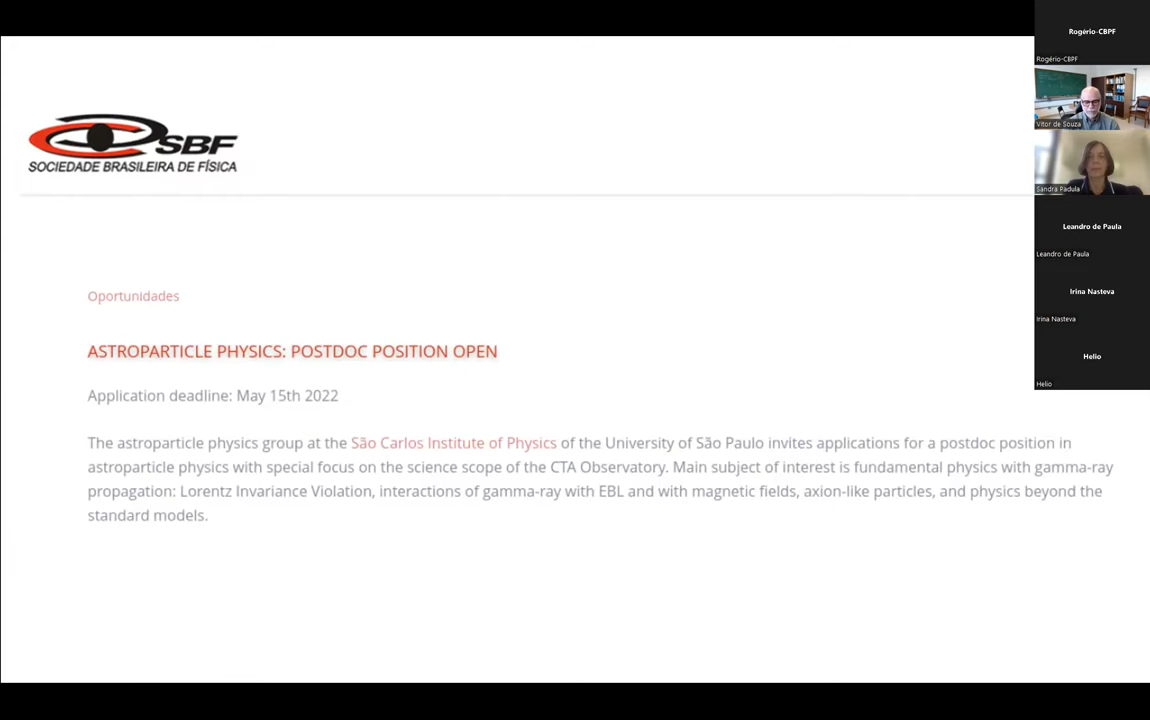 SBF
SOCIEDADE BRASILEIRA DE FÍSICA
Oportunidades
ASTROPARTICLE PHYSICS: POSTDOC POSITION OPEN
Application deadline: May 15th 2022
The astroparticle physics group at the São Carlos Institute of Physics of the University of São Paulo invites applications for a postdoc position in
astroparticle physics with special focus on the science scope of the CTA Observatory. Main subject of interest is fundamental physics with gamma-ray
propagation: Lorentz Invariance Violation, interactions of gamma-ray with EBL and with magnetic fields, axion-like particles, and physics beyond the
standard models.
Rogério-CBPF
Rogério-CBPF
Vitor de Souza
Sandra Padula
Leandro de Paula
Leandro de Paula
Irina Nasteva
Irina Nasteva
Helio
Helio